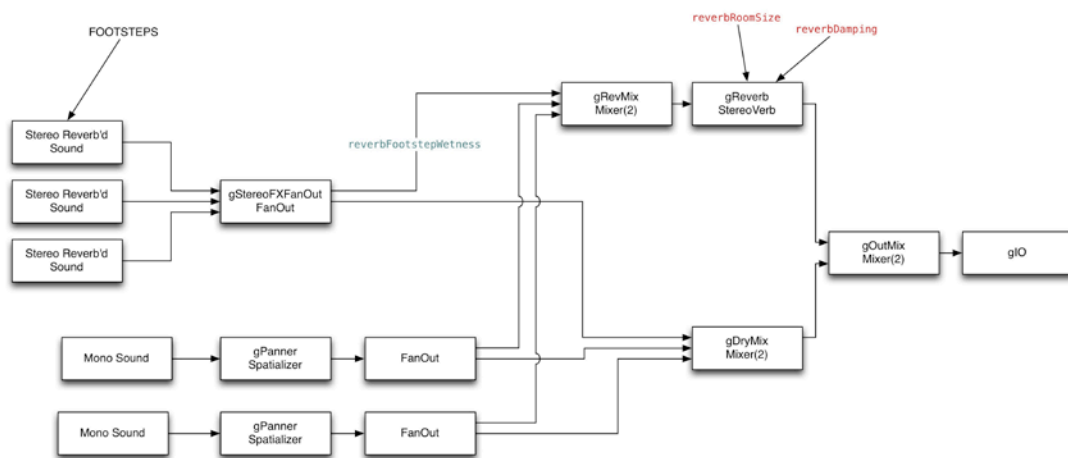 reverbRoomSize
reverbDamping
FOOTSTEPS
gRevMix
Mixer(2)
gReverb
StereoVerb
Stereo Reverb'd
Sound
reverbFootstepWetness
Stereo Reverb'd
Sound
gStereoFXFanOut
FanOut
Stereo Reverb'd
Sound
gOutMix
Mixer(2)
gIO
gDryMix
Mixer(2)
Mono Sound
gPanner
Spatializer
FanOut
Mono Sound
gPanner
Spatializer
FanOut